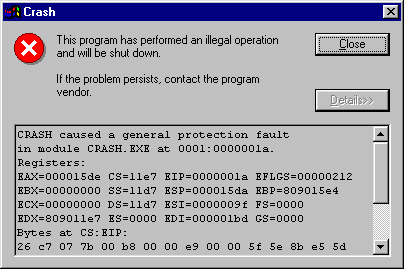 Crash
This program has performed an illegal operation
and will be shut down.
If the problem persists, contact the program
vendor.
Close
Details>>
CRASH caused a general protection fault
in module CRASH.EXE at 0001:0000001a.
Registers:
EAX=000015de CS=11e7 EIP=0000001a EFLGS=00000212
EBX=00000000 SS=11d7 ESP=000015da EBP=809015e4
ECX=00000000 DS=11d7 ESI=0000009f FS=0000
EDX=809011e7 ES=0000 EDI=000001bd GS=0000
Bytes at CS:EIP:
26 c7 07 7b 00 b8 00 00 e9 00 00 5f 5e 8b e5 5d